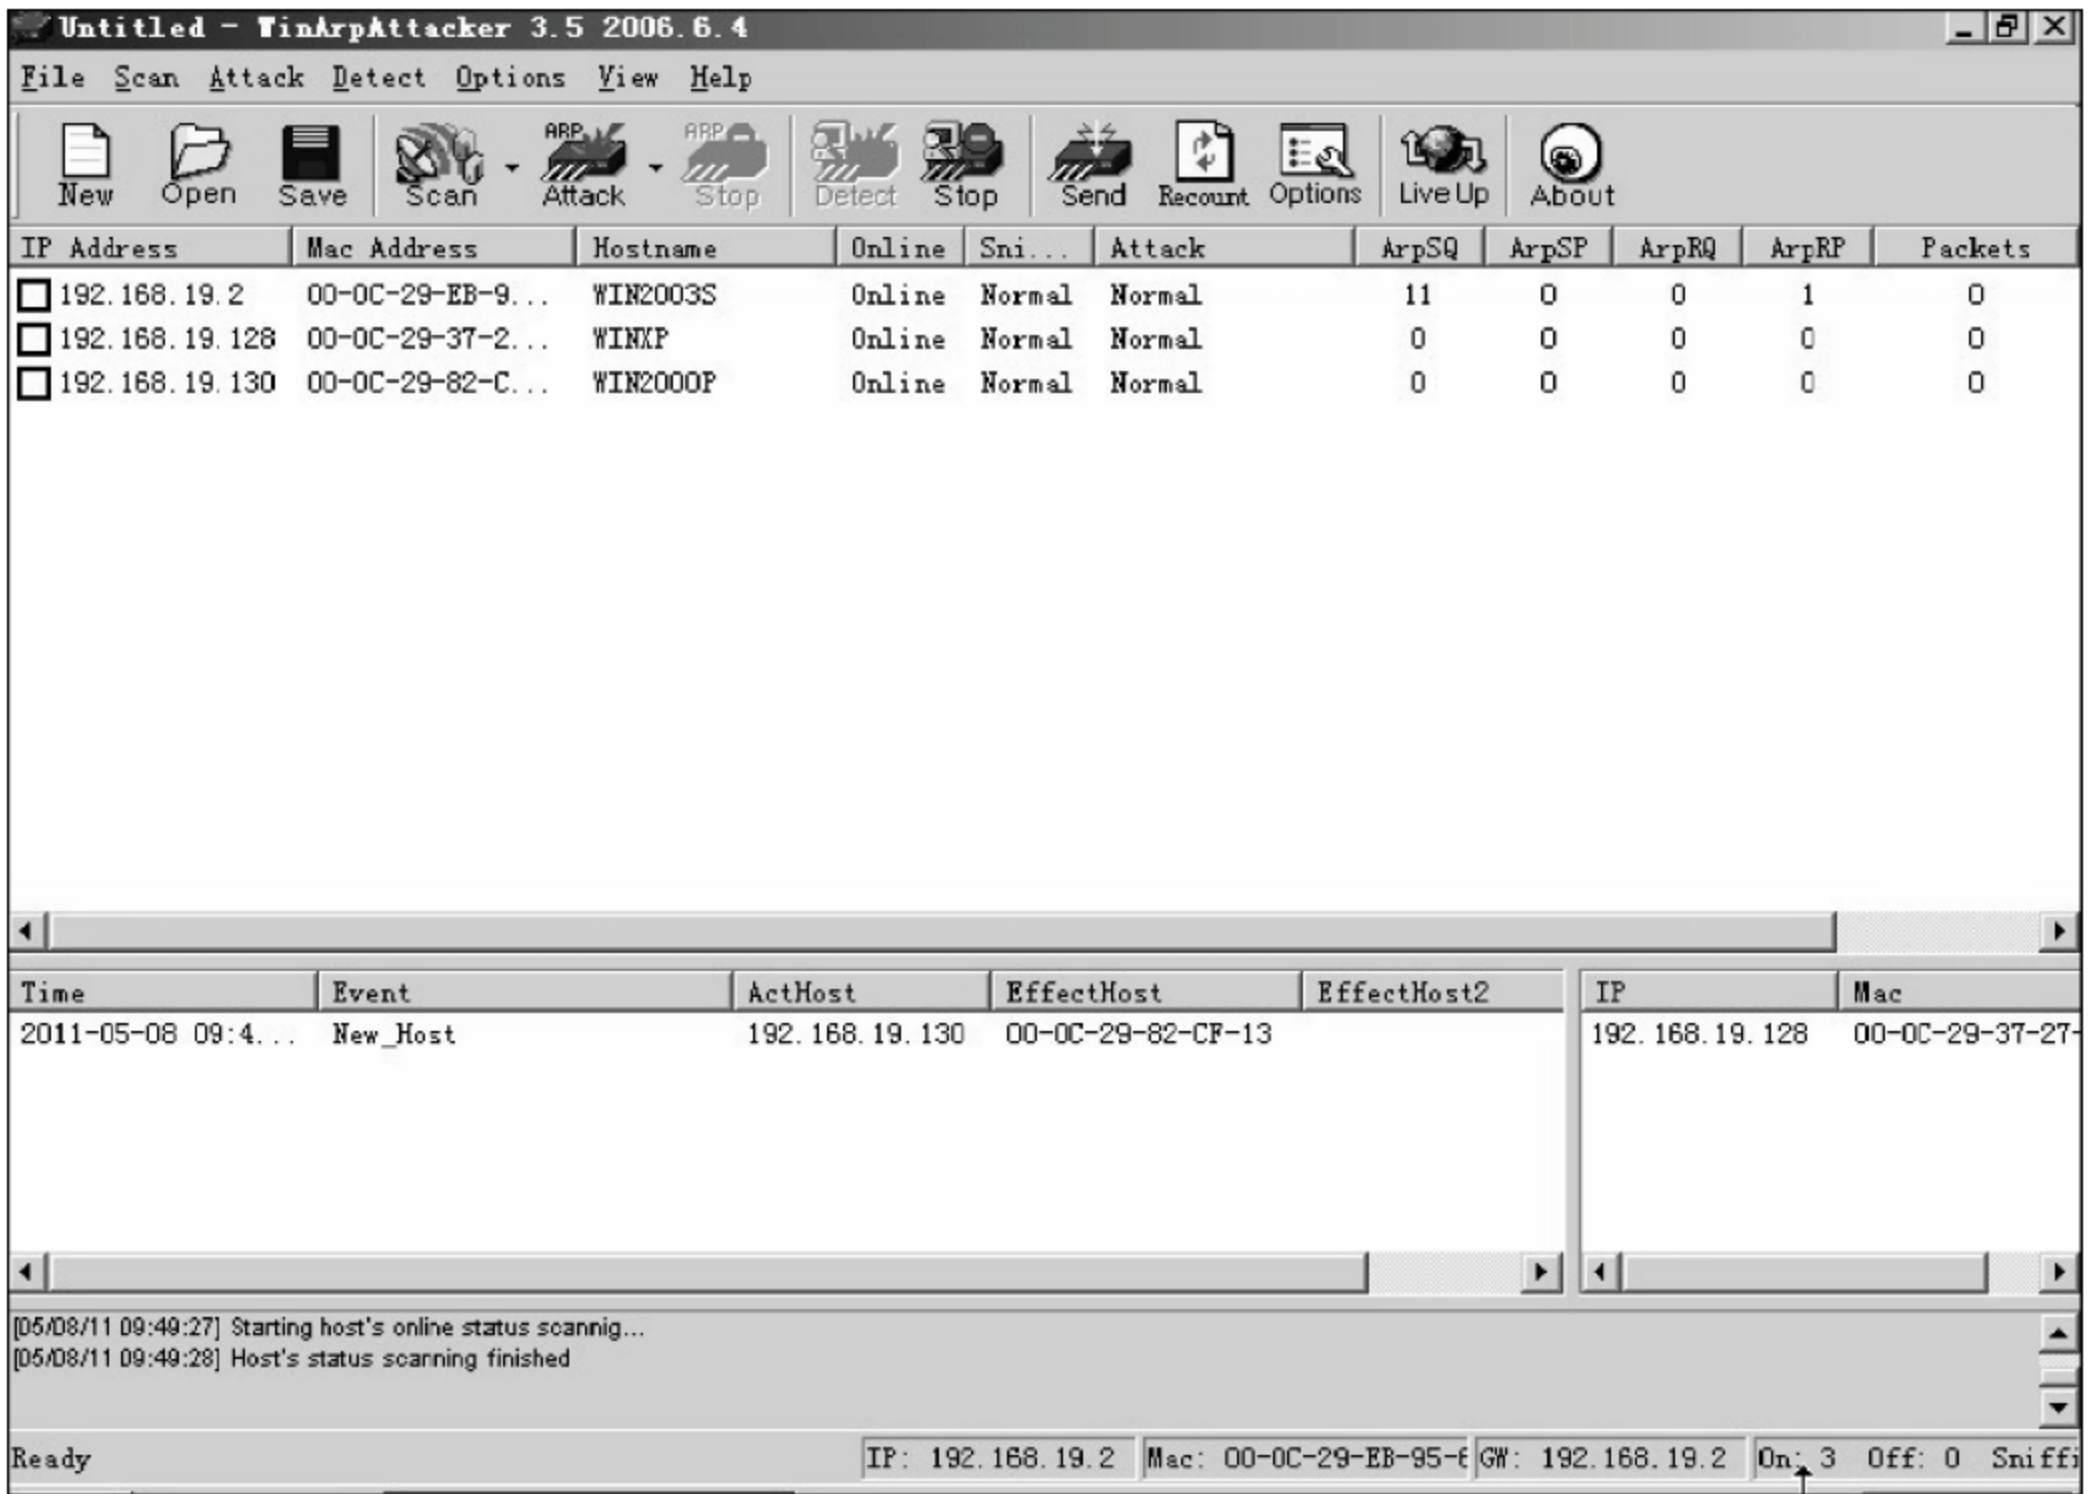 Untitled - WinArpAttacker 3.5 2006.6.4
File Scan Attack Detect Options View Help
ARP ARP
New Open Save Scan Attack Stop Detect Stop Send Recount Options Live Up About
IP Address Mac Address Hostname Online Sni... Attack ArpSQ ArpSP ArpRQ ArpRP Packets
192.168.19.2 00-0C-29-EB-9... WIN2003S Online Normal Normal 11 0 0 1 0
192.168.19.128 00-0C-29-37-2... WINXP Online Normal Normal 0 0 0 0 0
192.168.19.130 00-0C-29-82-C... WIN2000P Online Normal Normal 0 0 0 0 0
Time Event ActHost EffectHost EffectHost2 IP Mac
2011-05-08 09:4... New_Host 192.168.19.130 00-0C-29-82-CF-13 192.168.19.128 00-0C-29-37-27-
[05/08/11 09:49:27] Starting host's online status scannig...
[05/08/11 09:49:28] Host's status scanning finished
Ready IP: 192.168.19.2 Mac: 00-0C-29-EB-95-6 GW: 192.168.19.2 On: 3 Off: 0 Sniffi